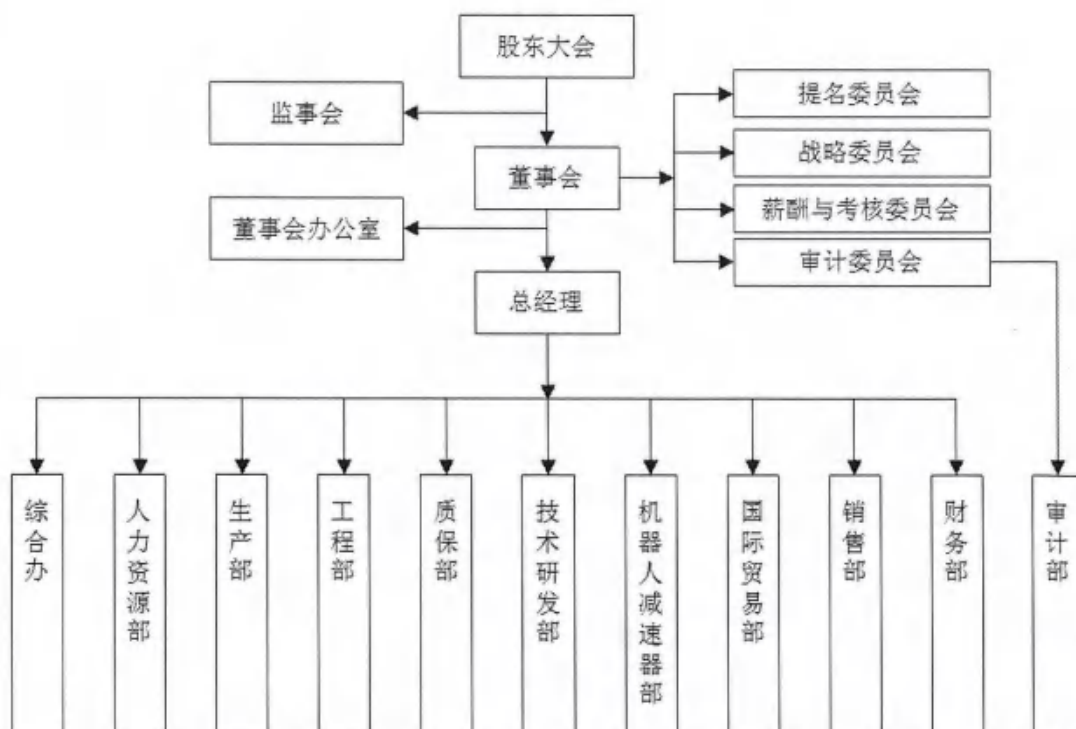 股东大会
监事会
提名委员会
战略委员会
董事会
薪酬与考核委员会
董事会办公室
审计委员会
总经理
综合办
人力资源部
生产部
工程部
质保部
技术研发部
机器人减速器部
国际贸易部
销售部
财务部
审计部